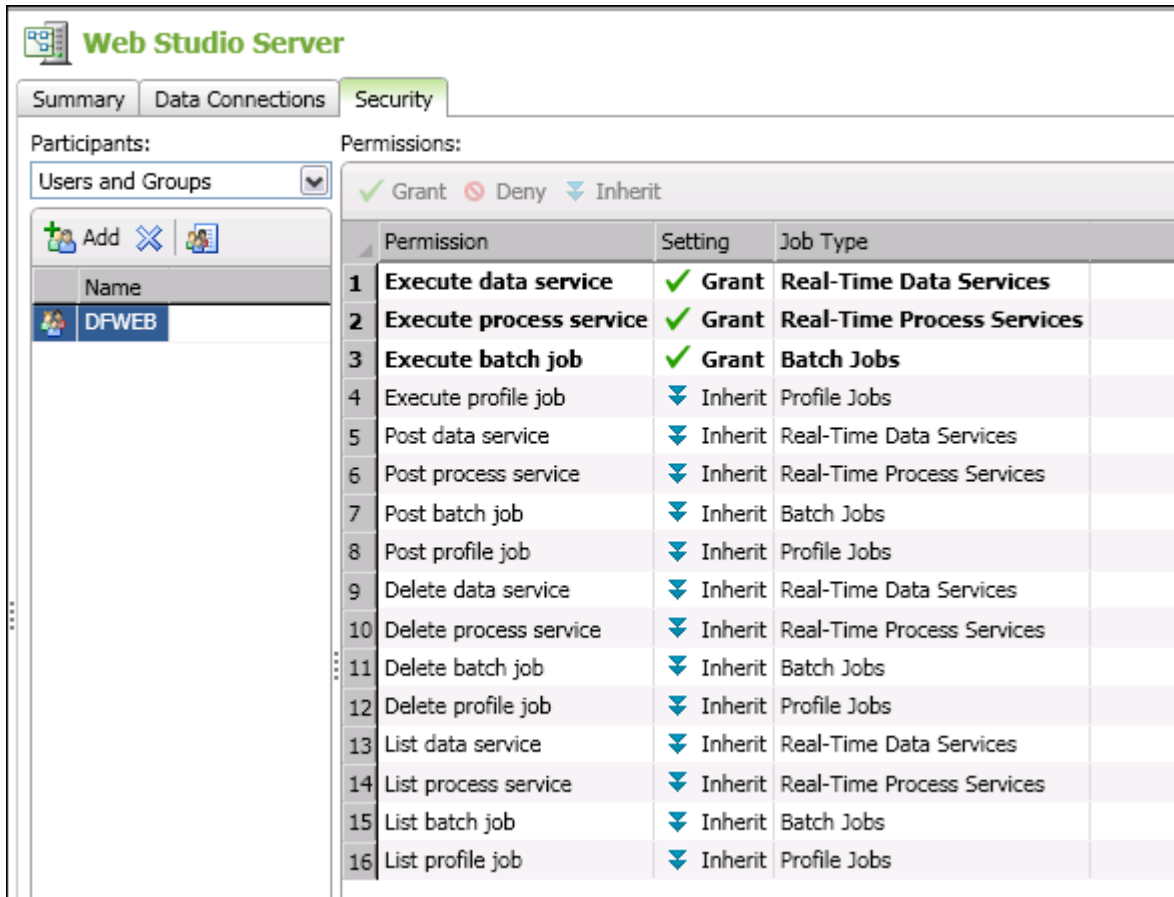 Web Studio Server
Summary Data Connections Security
Participants: Permissions:
Users and Groups
Grant Deny Inherit
Add
Permission Setting Job Type
Name
1 Execute data service Grant Real-Time Data Services
DFWEB
2 Execute process service Grant Real-Time Process Services
3 Execute batch job Grant Batch Jobs
4 Execute profile job Inherit Profile Jobs
5 Post data service Inherit Real-Time Data Services
6 Post process service Inherit Real-Time Process Services
7 Post batch job Inherit Batch Jobs
8 Post profile job Inherit Profile Jobs
9 Delete data service Inherit Real-Time Data Services
10 Delete process service Inherit Real-Time Process Services
11 Delete batch job Inherit Batch Jobs
12 Delete profile job Inherit Profile Jobs
13 List data service Inherit Real-Time Data Services
14 List process service Inherit Real-Time Process Services
15 List batch job Inherit Batch Jobs
16 List profile job Inherit Profile Jobs